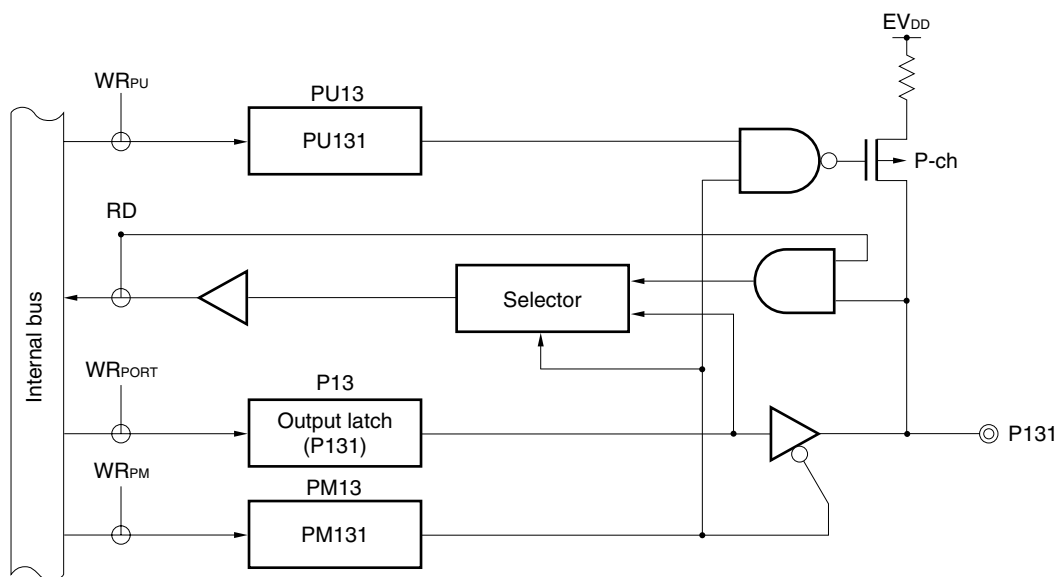 EVDD
WRPU
PU13
PU131
P-ch
RD
Selector
Internal bus
WRPORT
P13
Output latch
(P131)
P131
WRPM
PM13
PM131